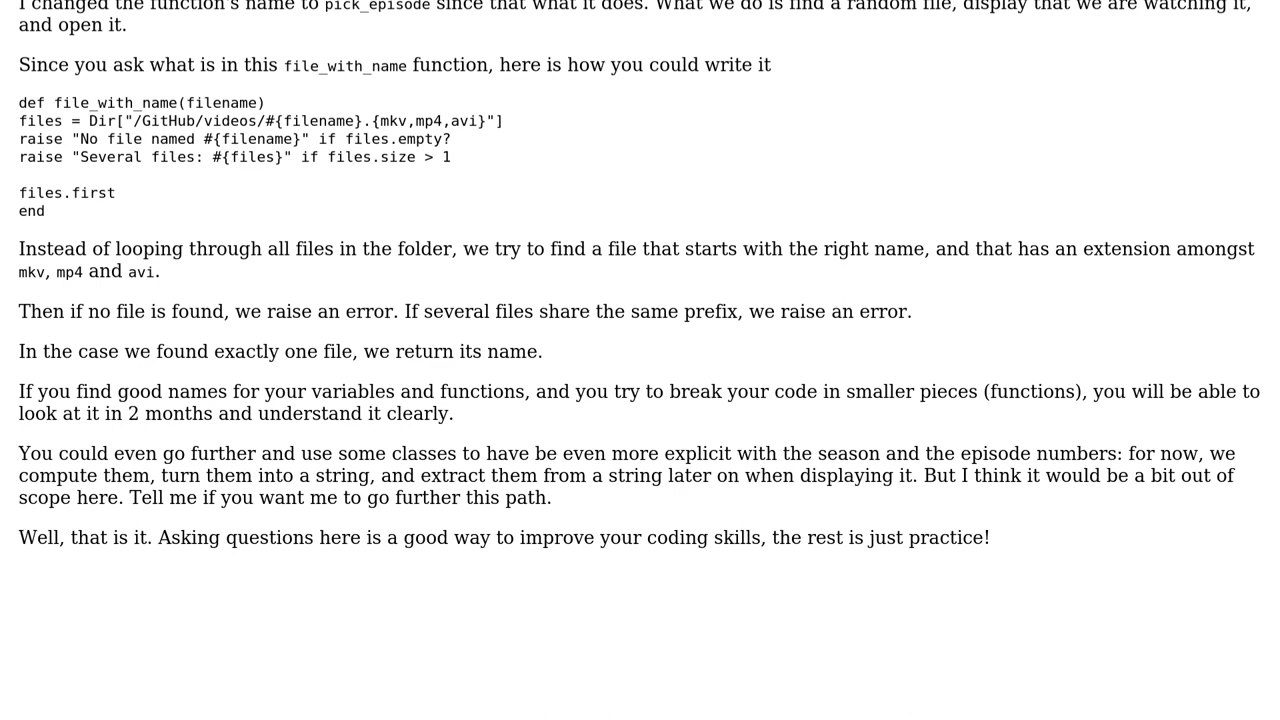 I changed the function's name to pick_episode since that what it does. What we do is find a random file, display that we are watching it,
and open it.
Since you ask what is in this file_with_name function, here is how you could write it
def file_with_name(filename)
files = Dir["/GitHub/videos/#{filename}.{mkv,mp4,avi}"]
raise "No file named #{filename}" if files.empty?
raise "Several files: #{files}" if files.size > 1
files.first
end
Instead of looping through all files in the folder, we try to find a file that starts with the right name, and that has an extension amongst
mkv, mp4 and avi.
Then if no file is found, we raise an error. If several files share the same prefix, we raise an error.
In the case we found exactly one file, we return its name.
If you find good names for your variables and functions, and you try to break your code in smaller pieces (functions), you will be able to
look at it in 2 months and understand it clearly.
You could even go further and use some classes to have be even more explicit with the season and the episode numbers: for now, we
compute them, turn them into a string, and extract them from a string later on when displaying it. But I think it would be a bit out of
scope here. Tell me if you want me to go further this path.
Well, that is it. Asking questions here is a good way to improve your coding skills, the rest is just practice!